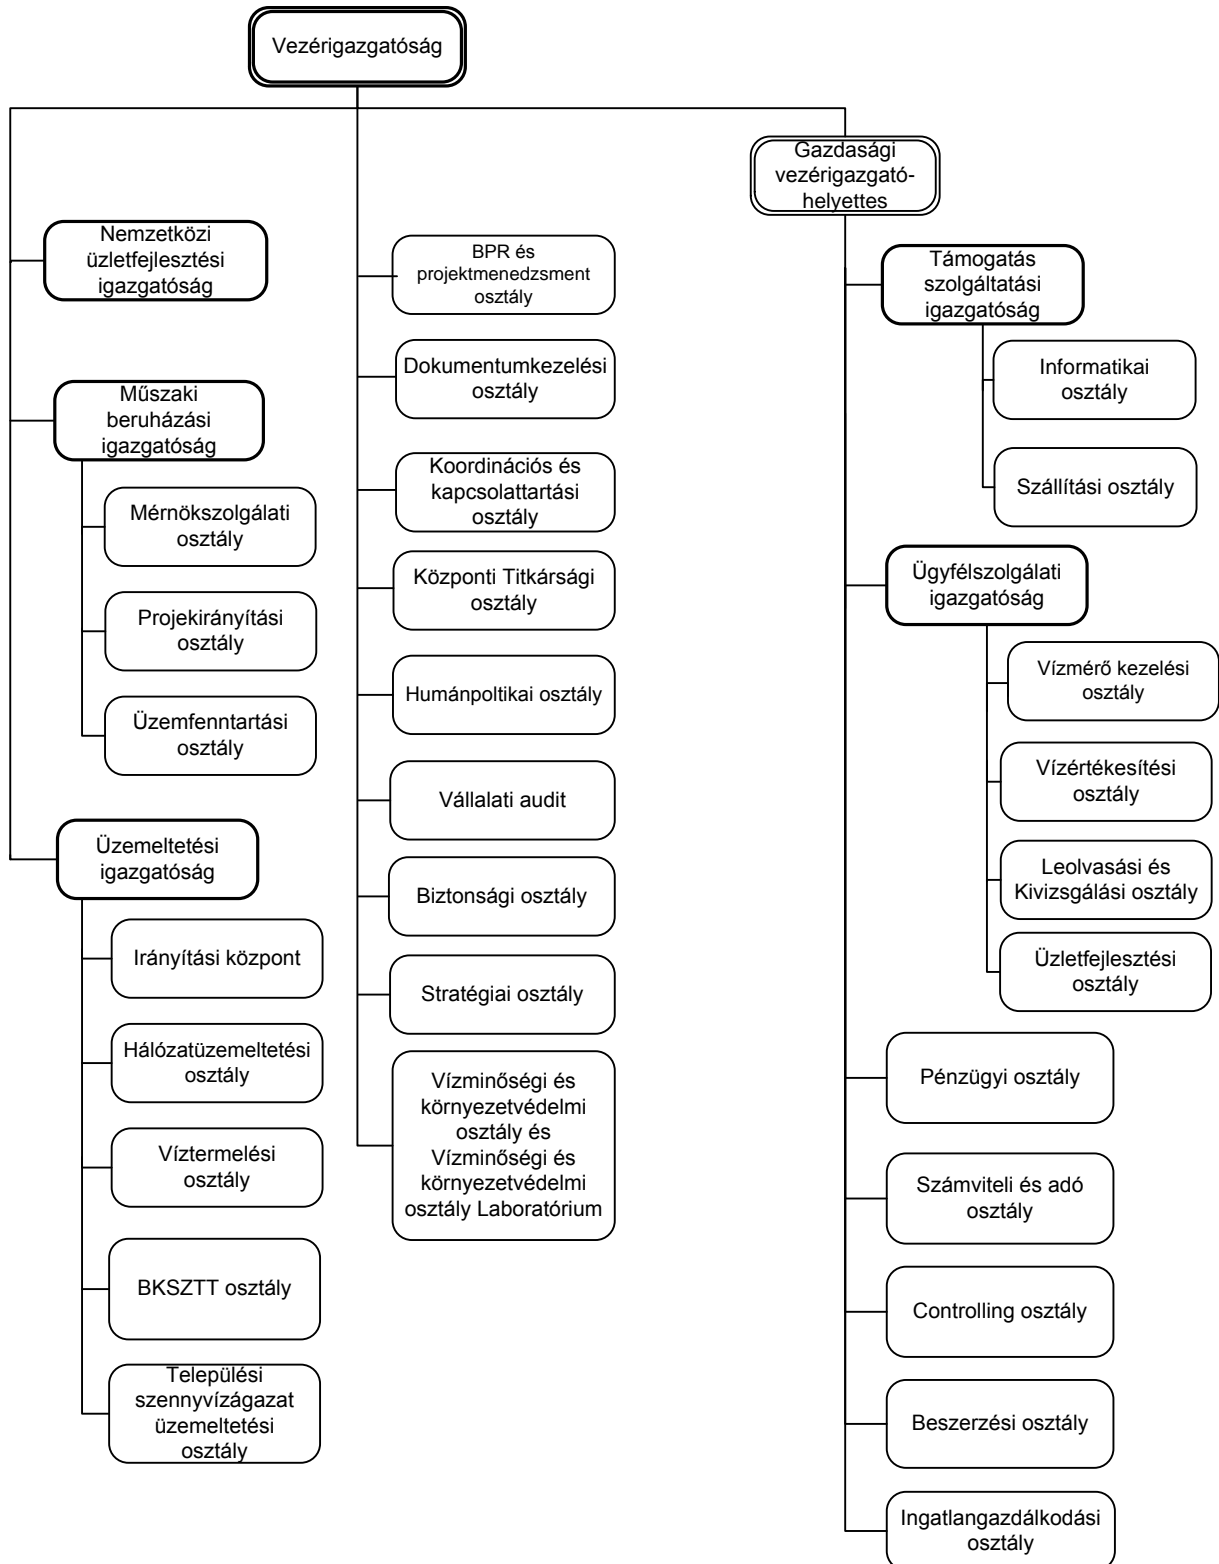 Vezérigazgatóság
Gazdasági
vezérigazgató-
helyettes
Nemzetközi
üzletfejlesztési
igazgatóság
Műszaki
beruházási
igazgatóság
Mérnökszolgálati
osztály
Projekirányítási
osztály
Üzemfenntartási
osztály
Üzemeltetési
igazgatóság
Irányítási központ
Hálózatüzemeltetési
osztály
Víztermelési
osztály
BKSZTT osztály
Települési
szennyvízágazat
üzemeltetési
osztály
BPR és
projektmenedzsment
osztály
Dokumentumkezelési
osztály
Koordinációs és
kapcsolattartási
osztály
Központi Titkársági
osztály
Humánpoltikai osztály
Vállalati audit
Biztonsági osztály
Stratégiai osztály
Vízminőségi és
környezetvédelmi
osztály és
Vízminőségi és
környezetvédelmi
osztály Laboratórium
Támogatás
szolgáltatási
igazgatóság
Informatikai
osztály
Szállítási osztály
Ügyfélszolgálati
igazgatóság
Vízmérő kezelési
osztály
Vízértékesítési
osztály
Leolvasási és
Kivizsgálási osztály
Üzletfejlesztési
osztály
Pénzügyi osztály
Számviteli és adó
osztály
Controlling osztály
Beszerzési osztály
Ingatlangazdálkodási
osztály